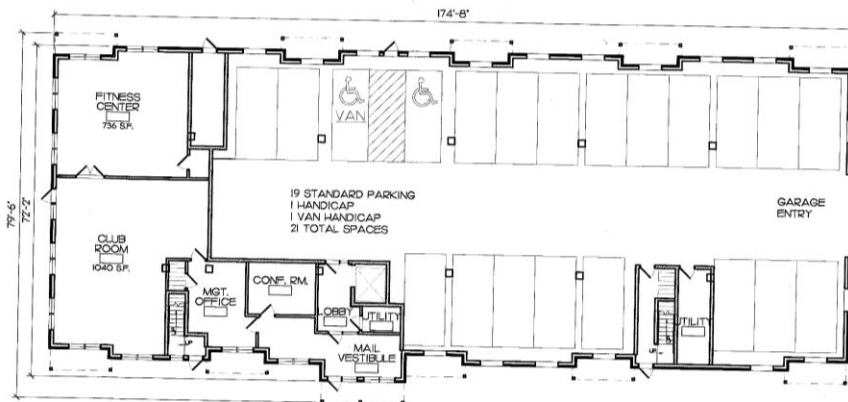 174'-8"
79'-6"
72'-2"
FITNESS
CENTER
736 S.F.
VAN
19 STANDARD PARKING
1 HANDICAP
1 VAN HANDICAP
21 TOTAL SPACES
GARAGE
ENTRY
CLUB
ROOM
1040 S.F.
MGT.
OFFICE
CONF. RM.
LOBBY
UTILITY
UTILITY
MAIL
VESTIBULE